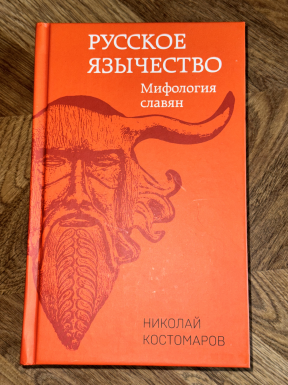 РУССКОЕ
ЯЗЫЧЕСТВО
Мифология
славян
НИКОЛАЙ
КОСТОМАРОВ